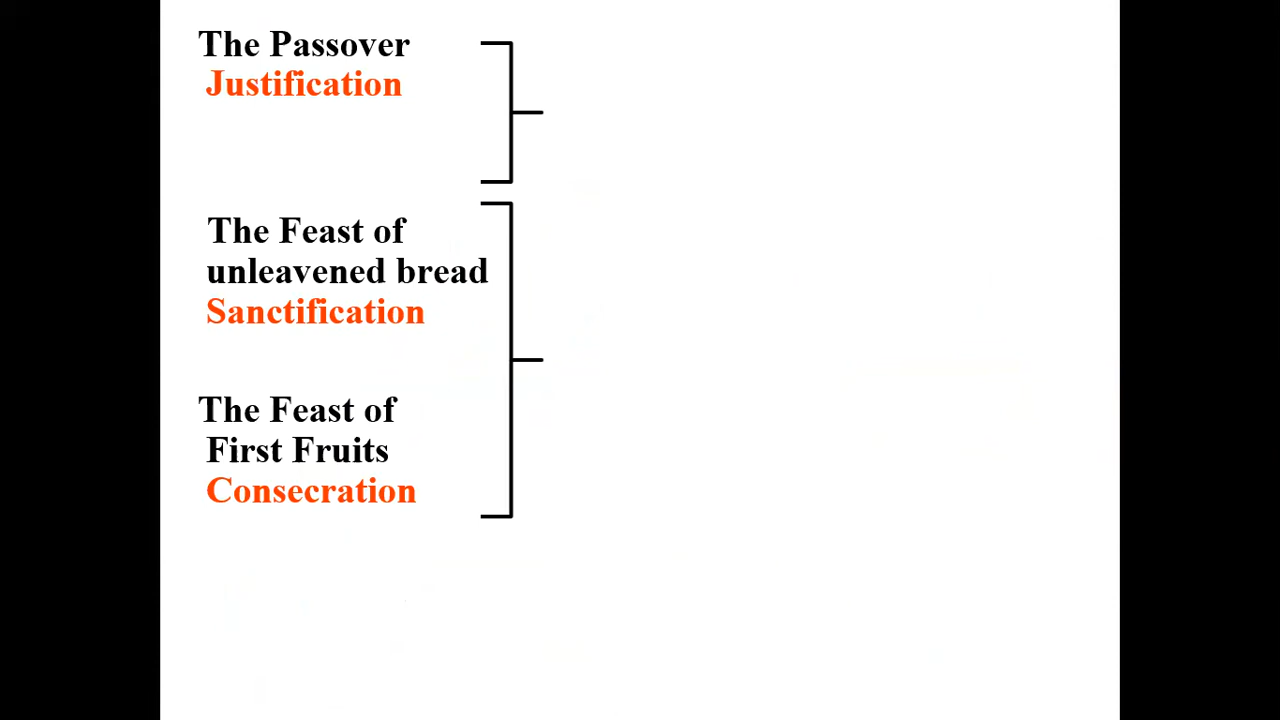 The Passover
Justification
The Feast of
unleavened bread
Sanctification
The Feast of
First Fruits
Consecration